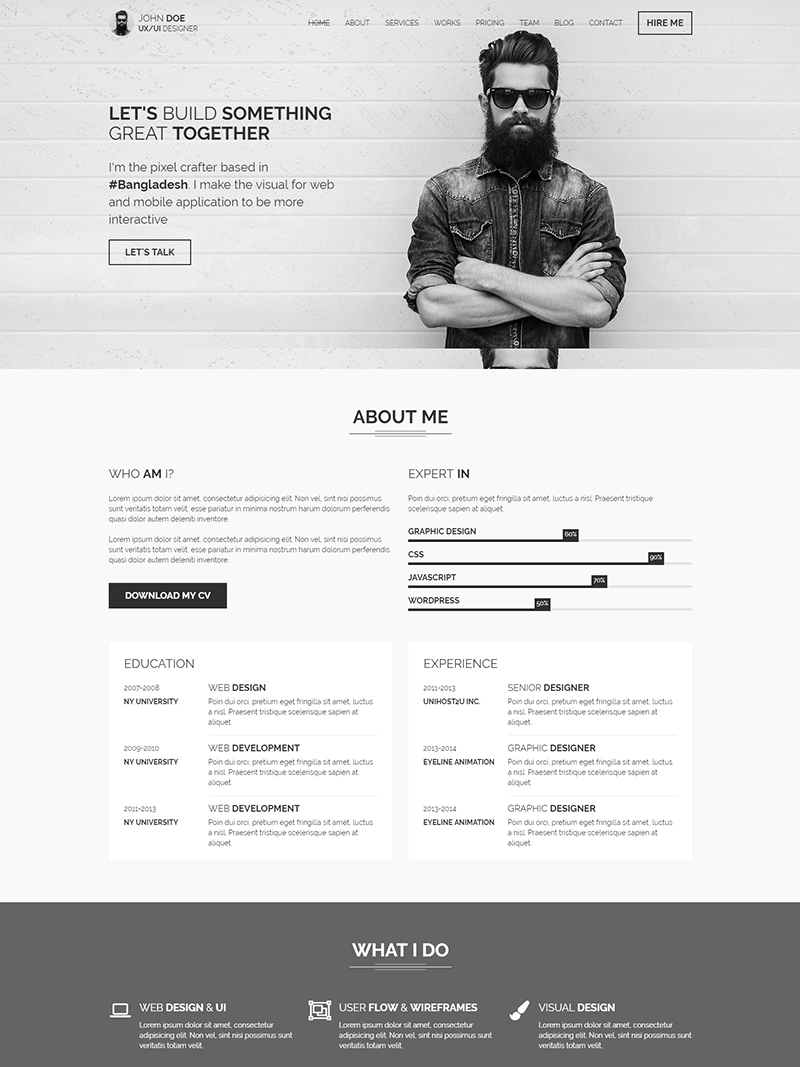 JOHN DOE
UX/UI DESIGNER
HOME ABOUT SERVICES WORKS PRICING TEAM BLOG CONTACT HIRE ME
LET'S BUILD SOMETHING
GREAT TOGETHER
I'm the pixel crafter based in
#Bangladesh. I make the visual for web
and mobile application to be more
interactive
LET'S TALK
ABOUT ME
WHO AM I?
Lorem ipsum dolor sit amet, consectetur adipisicing elit. Non vel, sint nisi possimus
sunt totam velit, esse pariatur in minima nostrum harum dolorum perferendis
quasi dolor autem deleniti inventore
Lorem ipsum dolor sit amet, consectetur adipisicing elit. Non vel, sint nisi possimus
sunt totam velit, esse pariatur in minima nostrum harum dolorum perferendis
quasi dolor autem deleniti inventore
DOWNLOAD MY CV
EXPERT IN
Poin dui orci, pretium eget fringilla sit amet, luctus a nisl. Praesent tristique
scelerisque sapien at aliquet.
GRAPHIC DESIGN 60%
CSS 90%
JAVASCRIPT 70%
WORDPRESS 50%
EDUCATION
2007-2008
NY UNIVERSITY
WEB DESIGN
Poin dui orci, pretium eget fringilla sit amet, luctus
a nisl. Praesent tristique scelerisque sapien at
aliquet.
2009-2010
NY UNIVERSITY
WEB DEVELOPMENT
Poin dui orci, pretium eget fringilla sit amet, luctus
a nisl. Praesent tristique scelerisque sapien at
aliquet.
2011-2013
NY UNIVERSITY
WEB DEVELOPMENT
Poin dui orci, pretium eget fringilla sit amet, luctus
a nisl. Praesent tristique scelerisque sapien at
aliquet.
EXPERIENCE
2011-2013
UNIHOST2U INC.
SENIOR DESIGNER
Poin dui orci, pretium eget fringilla sit amet, luctus
a nisl. Praesent tristique scelerisque sapien at
aliquet.
2013-2014
EYELINE ANIMATION
GRAPHIC DESIGNER
Poin dui orci, pretium eget fringilla sit amet, luctus
a nisl. Praesent tristique scelerisque sapien at
aliquet.
2013-2014
EYELINE ANIMATION
GRAPHIC DESIGNER
Poin dui orci, pretium eget fringilla sit amet, luctus
a nisl. Praesent tristique scelerisque sapien at
aliquet.
WHAT I DO
WEB DESIGN & UI
Lorem ipsum dolor sit amet, consectetur
adipisicing elit. Non vel, sint nisi possimus
veritatis totam velit.
USER FLOW & WIREFRAMES
Lorem ipsum dolor sit amet, consectetur
adipisicing elit. Non vel, sint nisi possimus
veritatis totam velit.
VISUAL DESIGN
Lorem ipsum dolor sit amet, consectetur
adipisicing elit. Non vel, sint nisi possimus
veritatis totam velit.